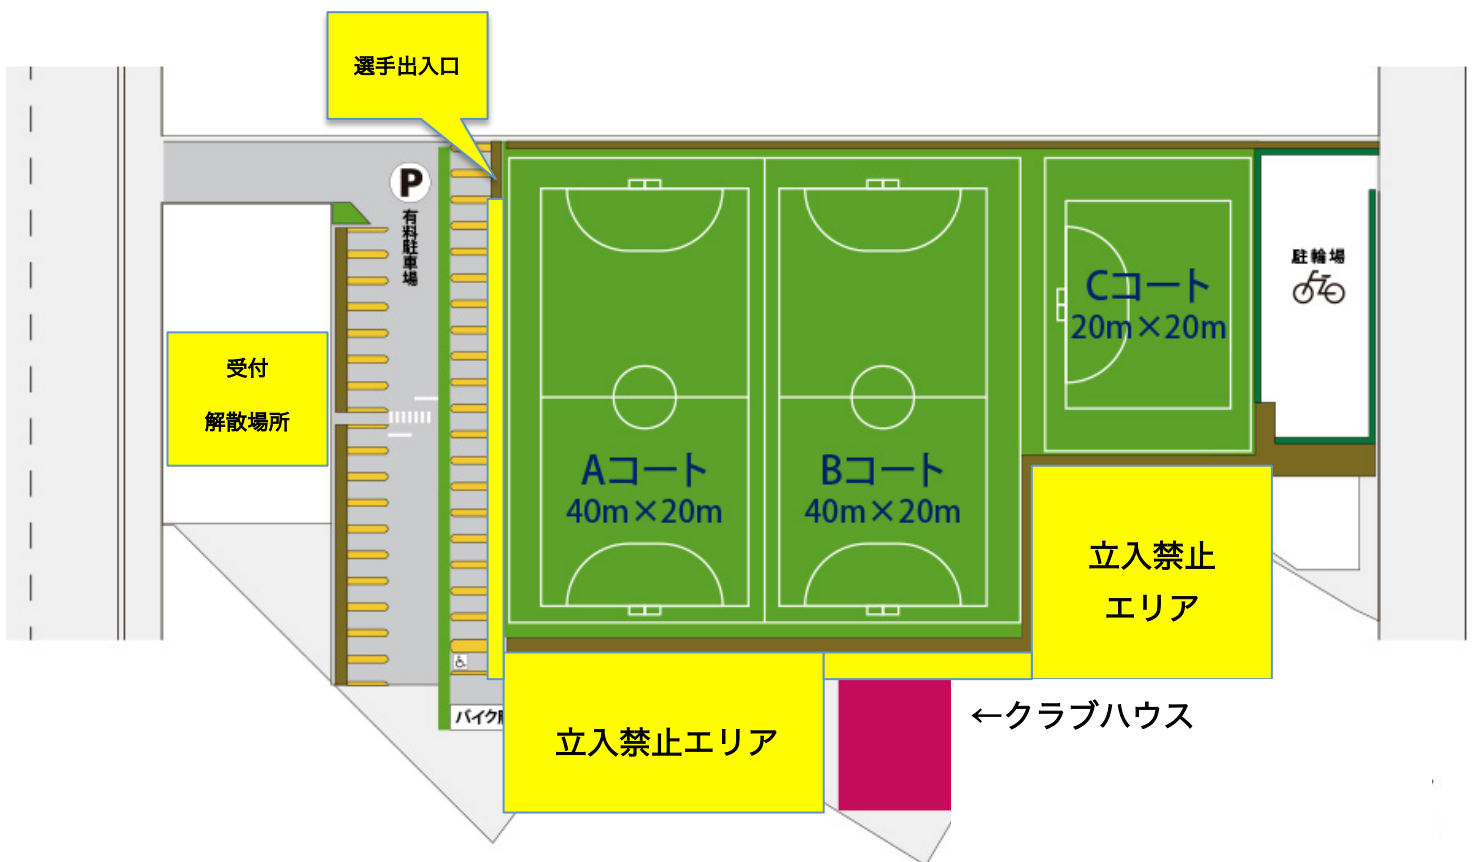 選手出入口
P
有料駐車場
駐輪場
Cコート
20m×20m
受付
解散場所
Aコート
40m×20m
Bコート
40m×20m
立入禁止
エリア
バイク
←クラブハウス
立入禁止エリア